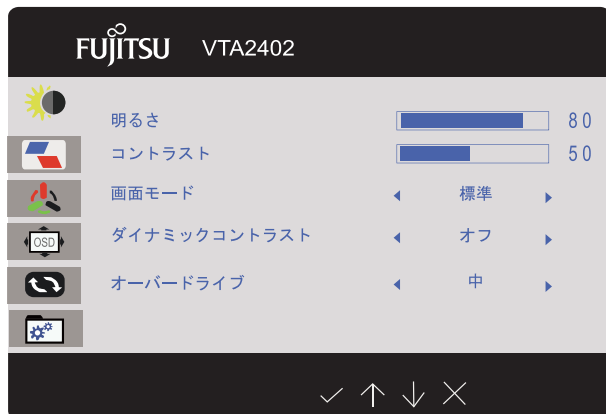 FUJITSU VTA2402
明るさ 80
コントラスト 50
画面モード 標準
ダイナミックコントラスト オフ
OSD
オーバードライブ 中